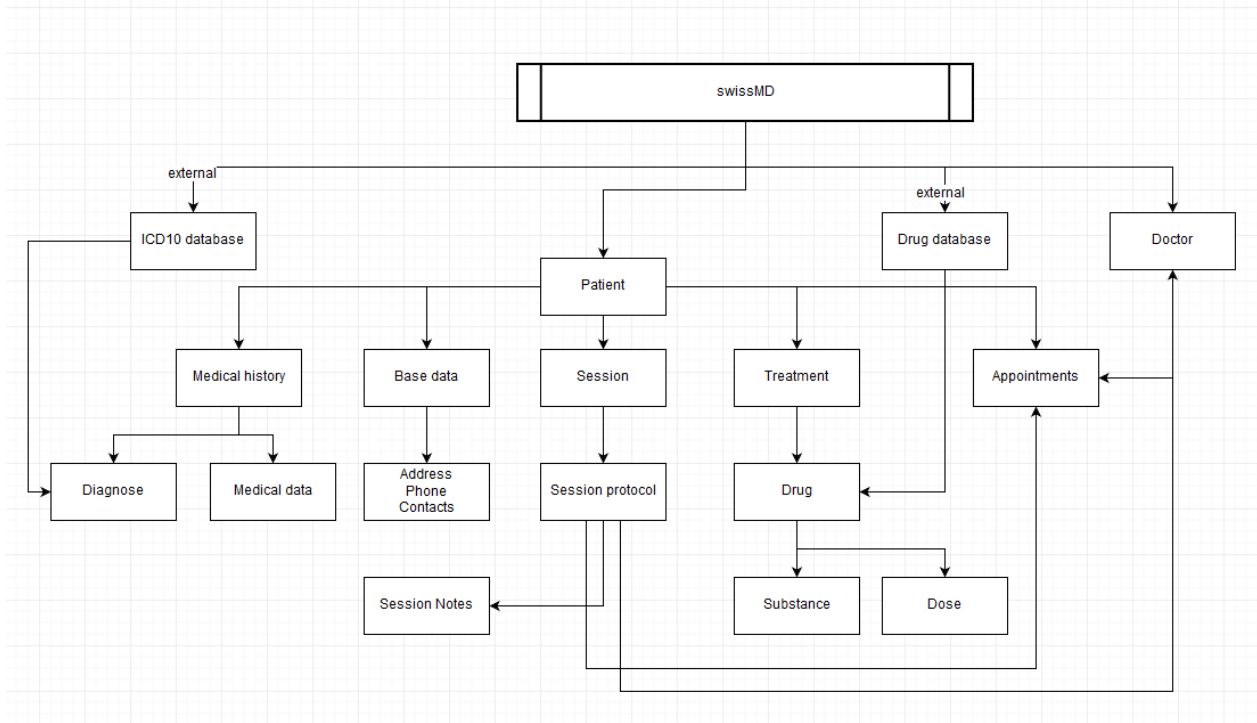 swissMD
external
external
ICD10 database
Drug database
Doctor
Patient
Medical history
Base data
Session
Treatment
Appointments
Diagnose
Medical data
Address
Phone
Contacts
Session protocol
Drug
Session Notes
Substance
Dose